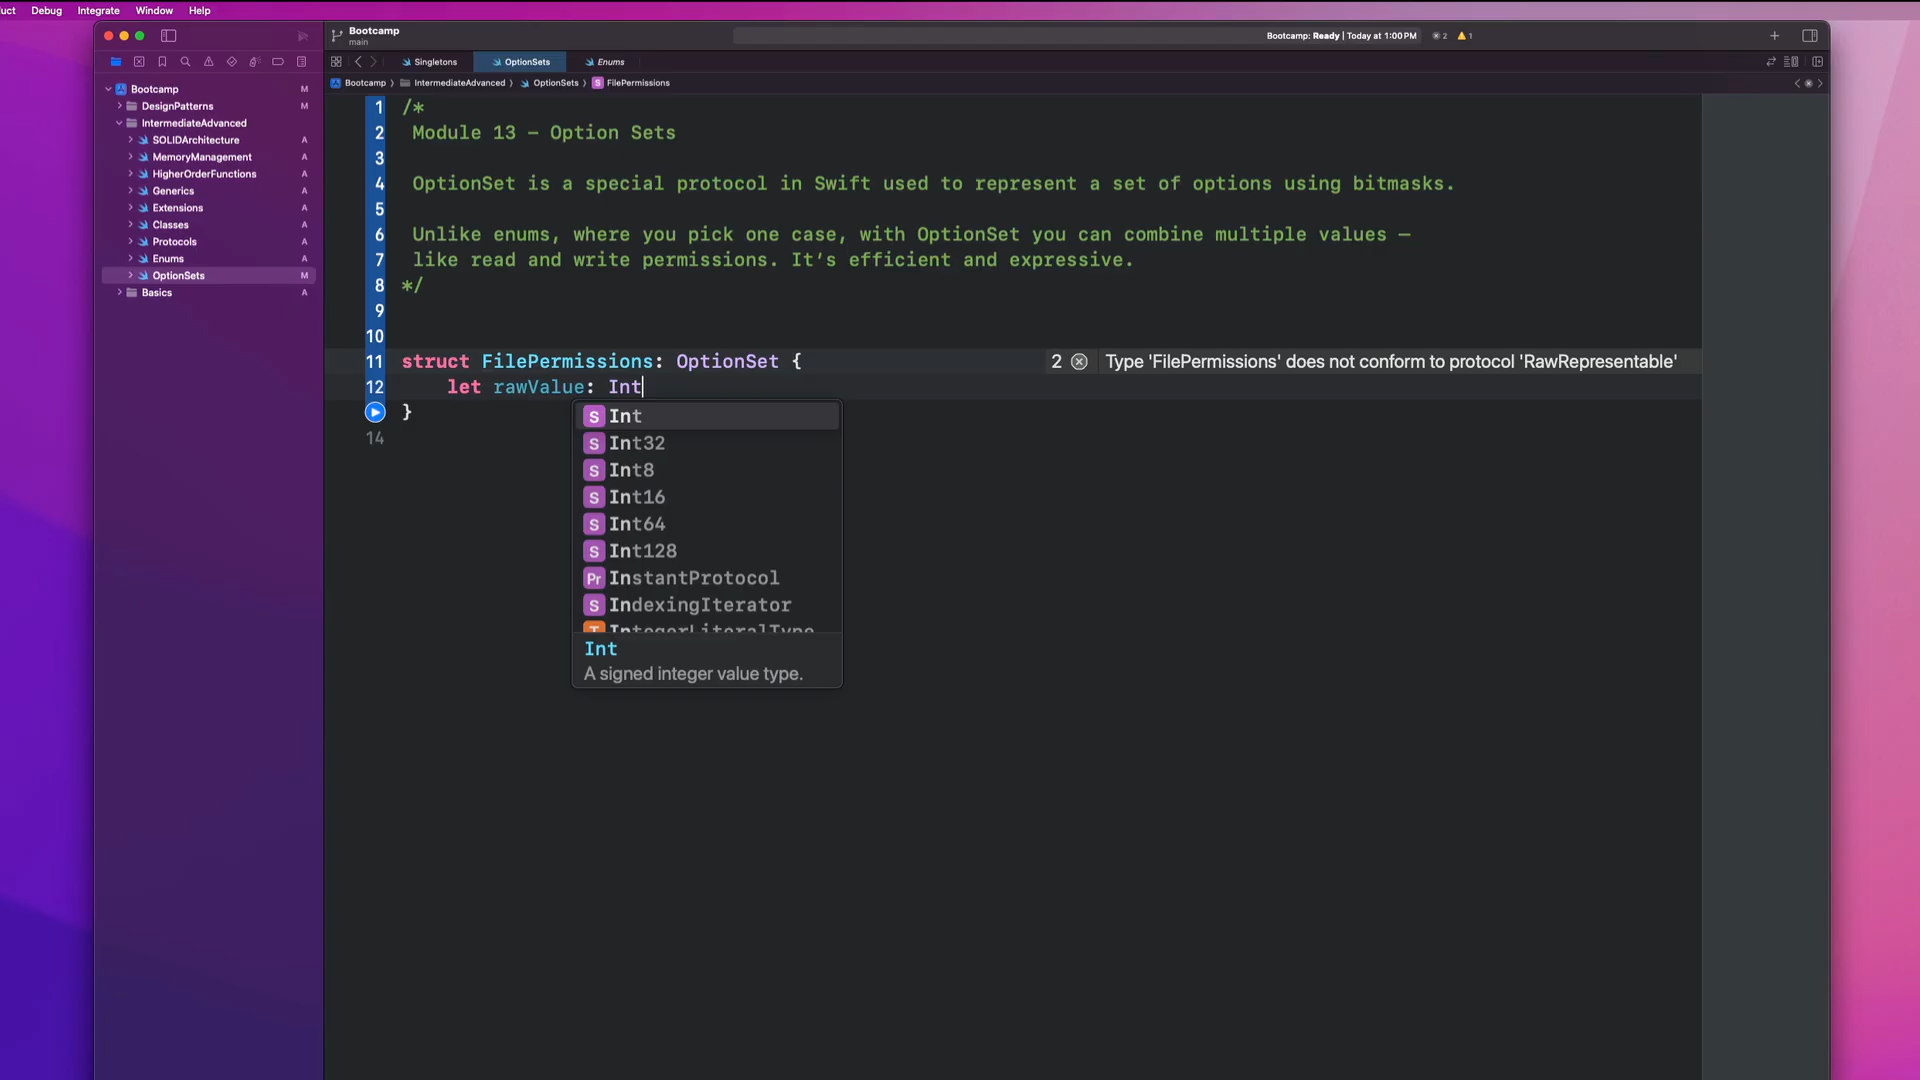 uct Debug Integrate Window Help
Bootcamp
main
Bootcamp: Ready | Today at 1:00 PM 2 1
Singletons OptionSets Enums
Bootcamp IntermediateAdvanced OptionSets S FilePermissions
Bootcamp M
DesignPatterns M
IntermediateAdvanced
SOLIDArchitecture A
MemoryManagement A
HigherOrderFunctions A
Generics A
Extensions A
Classes A
Protocols A
Enums A
OptionSets M
Basics A
1 /*
2 Module 13 – Option Sets
3
4 OptionSet is a special protocol in Swift used to represent a set of options using bitmasks.
5
6 Unlike enums, where you pick one case, with OptionSet you can combine multiple values —
7 like read and write permissions. It’s efficient and expressive.
8 */
9
10
11 struct FilePermissions: OptionSet { 2 Type 'FilePermissions' does not conform to protocol 'RawRepresentable'
12 let rawValue: Int
}
14
S Int
S Int32
S Int8
S Int16
S Int64
S Int128
Pr InstantProtocol
S IndexingIterator
T IntegerLiteralType
Int
A signed integer value type.